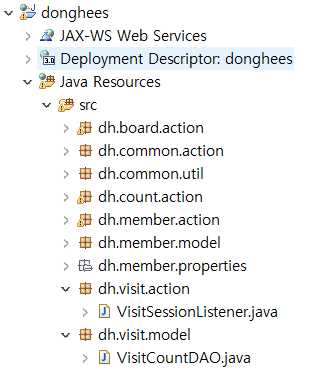 donghees
JAX-WS Web Services
Deployment Descriptor: donghees
Java Resources
src
dh.board.action
dh.common.action
dh.common.util
dh.count.action
dh.member.action
dh.member.model
dh.member.properties
dh.visit.action
VisitSessionListener.java
dh.visit.model
VisitCountDAO.java